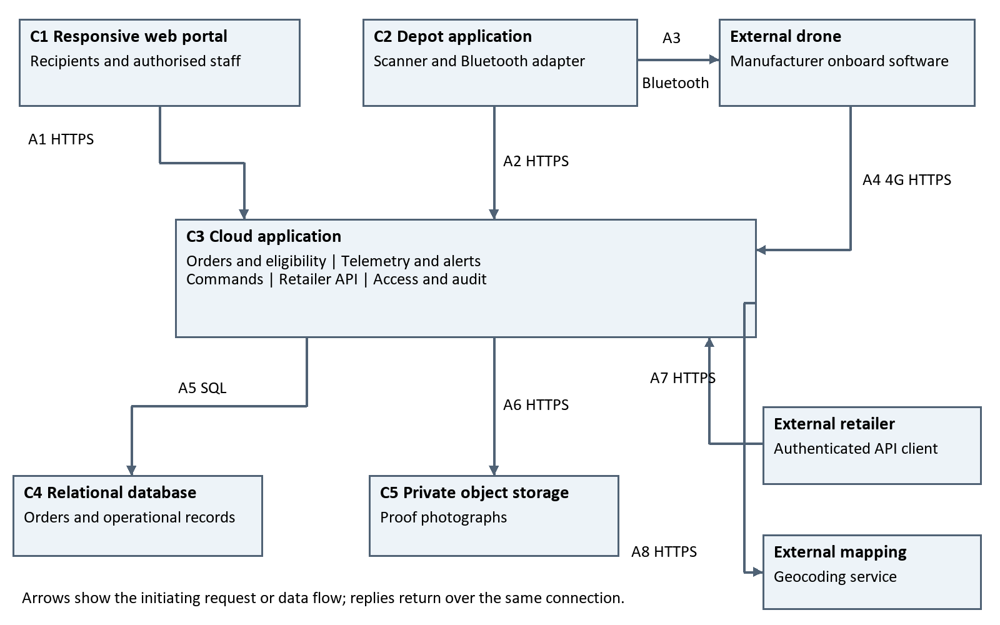 C1 Responsive web portal
Recipients and authorised staff
C2 Depot application
Scanner and Bluetooth adapter
A3
Bluetooth
External drone
Manufacturer onboard software
A1 HTTPS
A2 HTTPS
A4 4G HTTPS
C3 Cloud application
Orders and eligibility | Telemetry and alerts
Commands | Retailer API | Access and audit
A5 SQL
A6 HTTPS
A7 HTTPS
External retailer
Authenticated API client
C4 Relational database
Orders and operational records
C5 Private object storage
Proof photographs
A8 HTTPS
External mapping
Geocoding service
Arrows show the initiating request or data flow; replies return over the same connection.